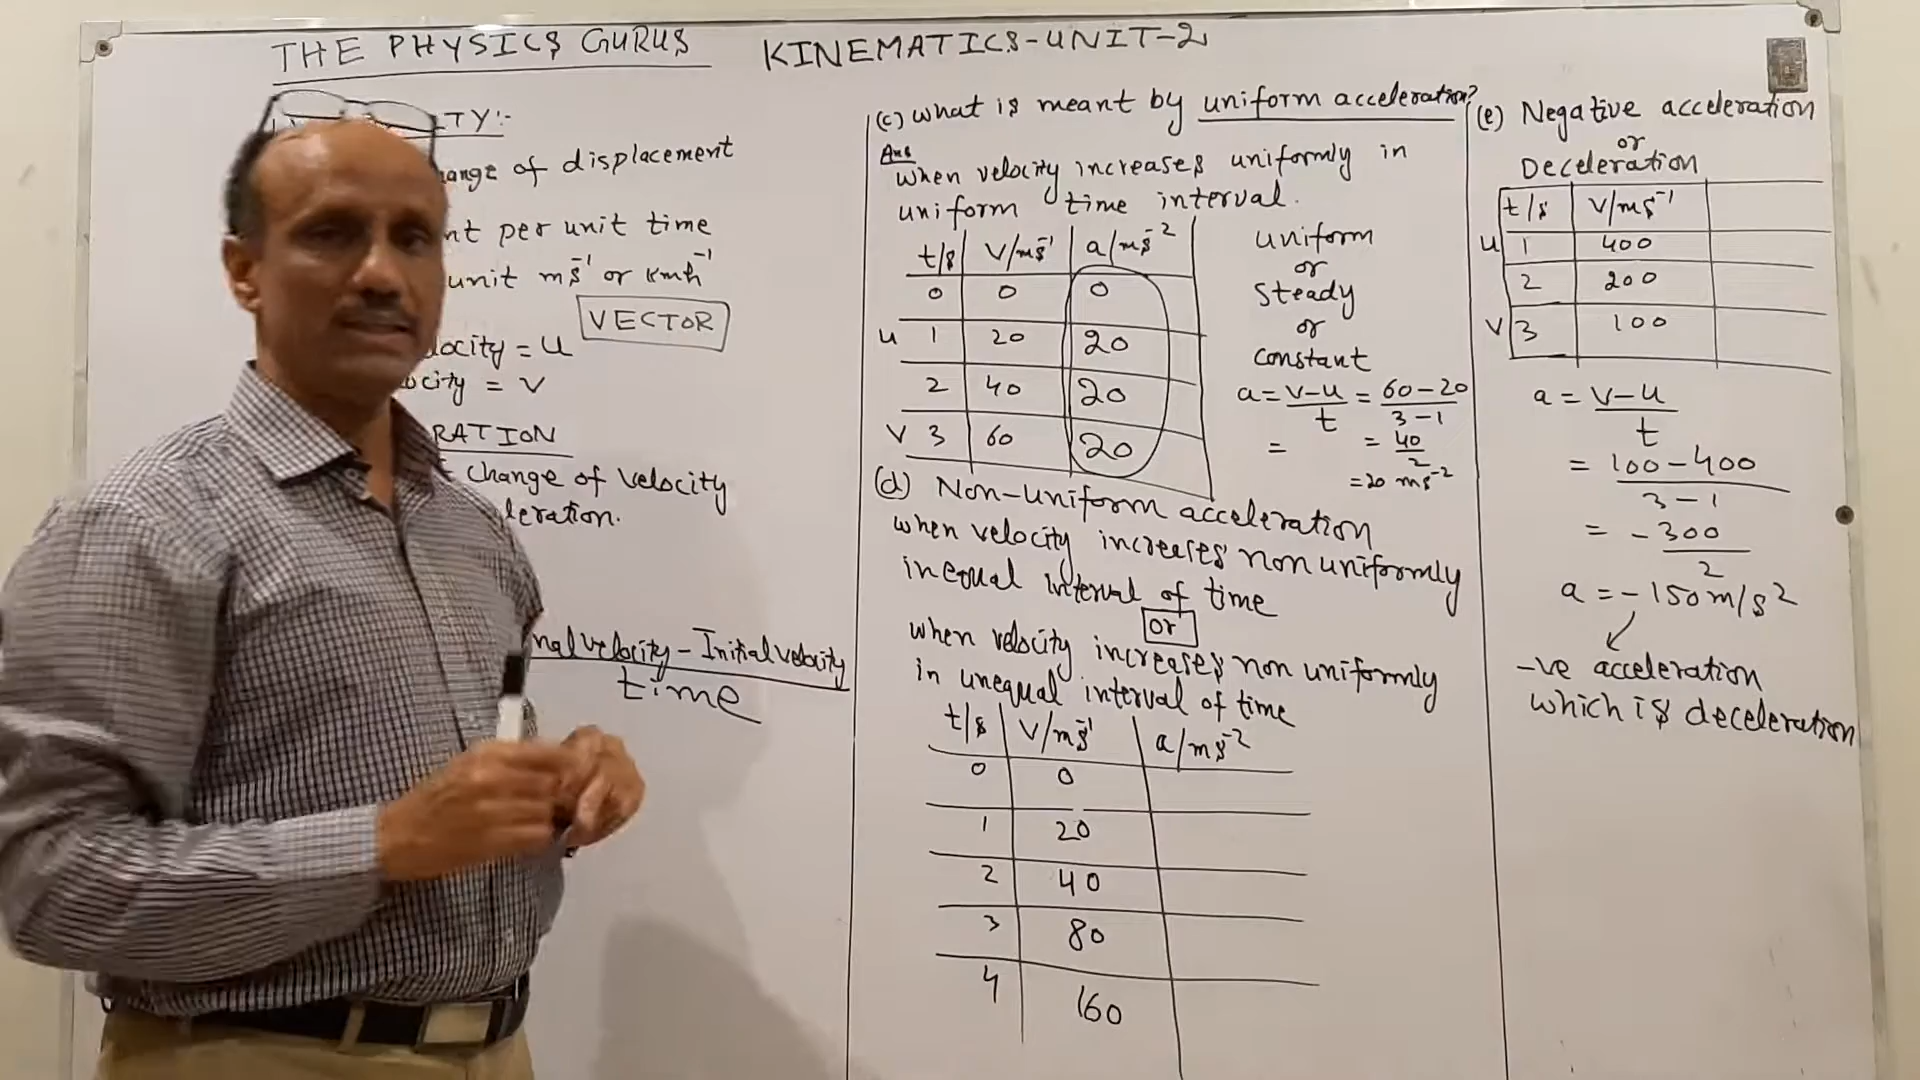 THE PHYSICS GURUS KINEMATICS-UNIT-2
TY:-
ange of displacement
nt per unit time
unit ms⁻¹ or kmh⁻¹
VECTOR
locity = u
ocity = v
RATION
change of velocity
leration.
nal velocity - Initial velocity
time
(c) what is meant by uniform acceleration?
Ans
when velocity increases uniformly in
uniform time interval.
t/s V/ms⁻¹ a/ms⁻²
0 0 0
u 1 20 20
2 40 20
v 3 60 20
uniform
or
steady
or
constant
a = v-u/t = 60-20/3-1
= = 40/2
= 20 ms⁻²
(d) Non-uniform acceleration
when velocity increases non uniformly
in equal interval of time
or
when velocity increases non uniformly
in unequal interval of time
t/s V/ms⁻¹ a/ms⁻²
0 0
1 20
2 40
3 80
4 160
(e) Negative acceleration
or
Deceleration
t/s V/ms⁻¹
u 1 400
2 200
v 3 100
a = v-u/t
= 100-400/3-1
= -300/2
a = -150m/s²
-ve acceleration
which is deceleration